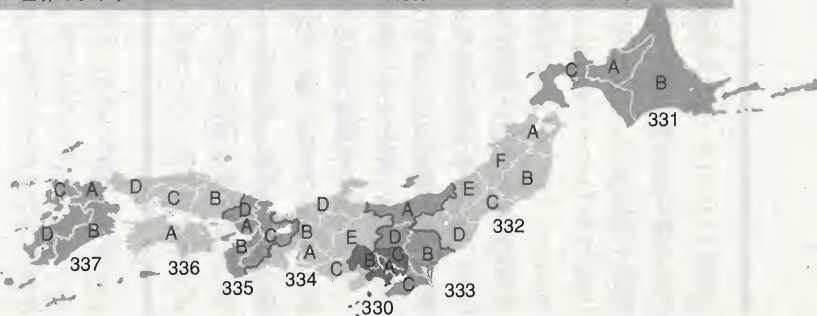 C A B
331
A
F
B
E
C
332
D
C A D C B D D A
A B E D C B
D B A A B C A B A C
337 336 335 334 C C 333
330